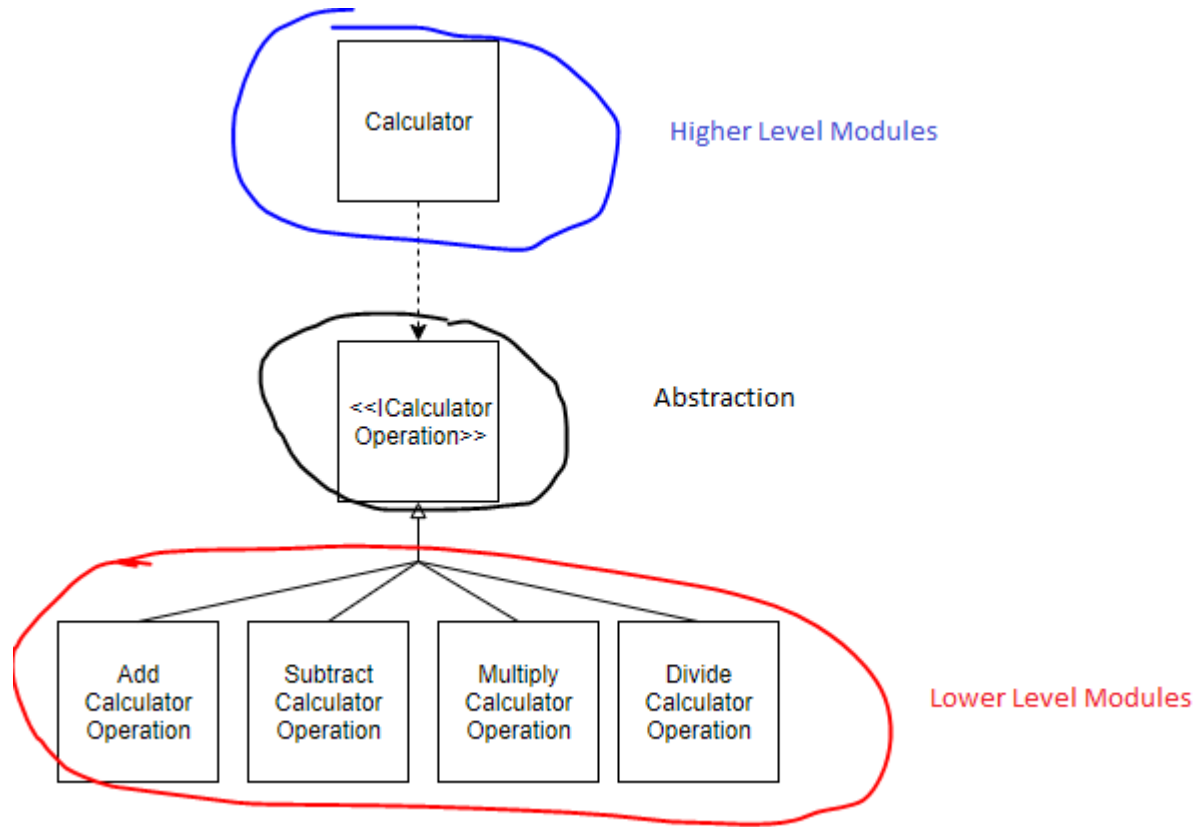 Calculator
Higher Level Modules
<<ICalculator
Operation>>
Abstraction
Add
Calculator
Operation
Subtract
Calculator
Operation
Multiply
Calculator
Operation
Divide
Calculator
Operation
Lower Level Modules